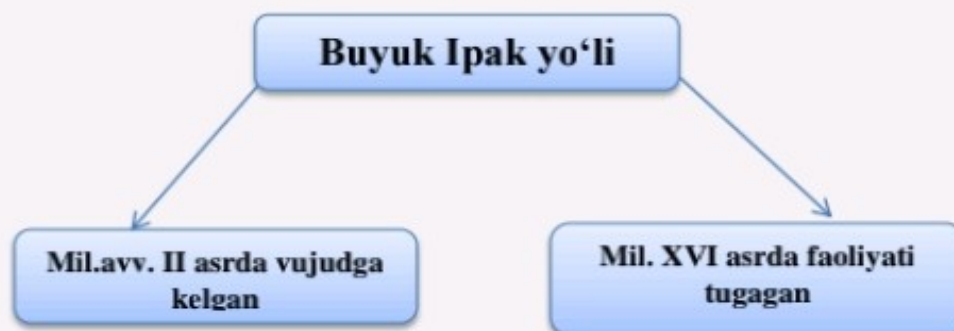 Buyuk Ipak yo‘li
Mil.avv. II asrda vujudga
kelgan
Mil. XVI asrda faoliyati
tugagan